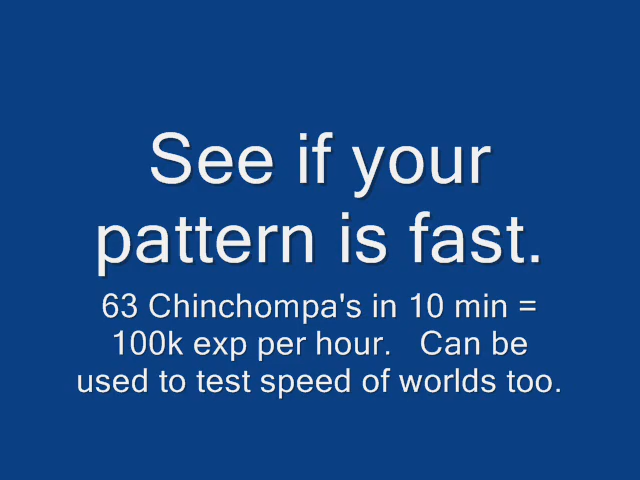 See if your
pattern is fast.
63 Chinchompa's in 10 min =
100k exp per hour.   Can be
used to test speed of worlds too.